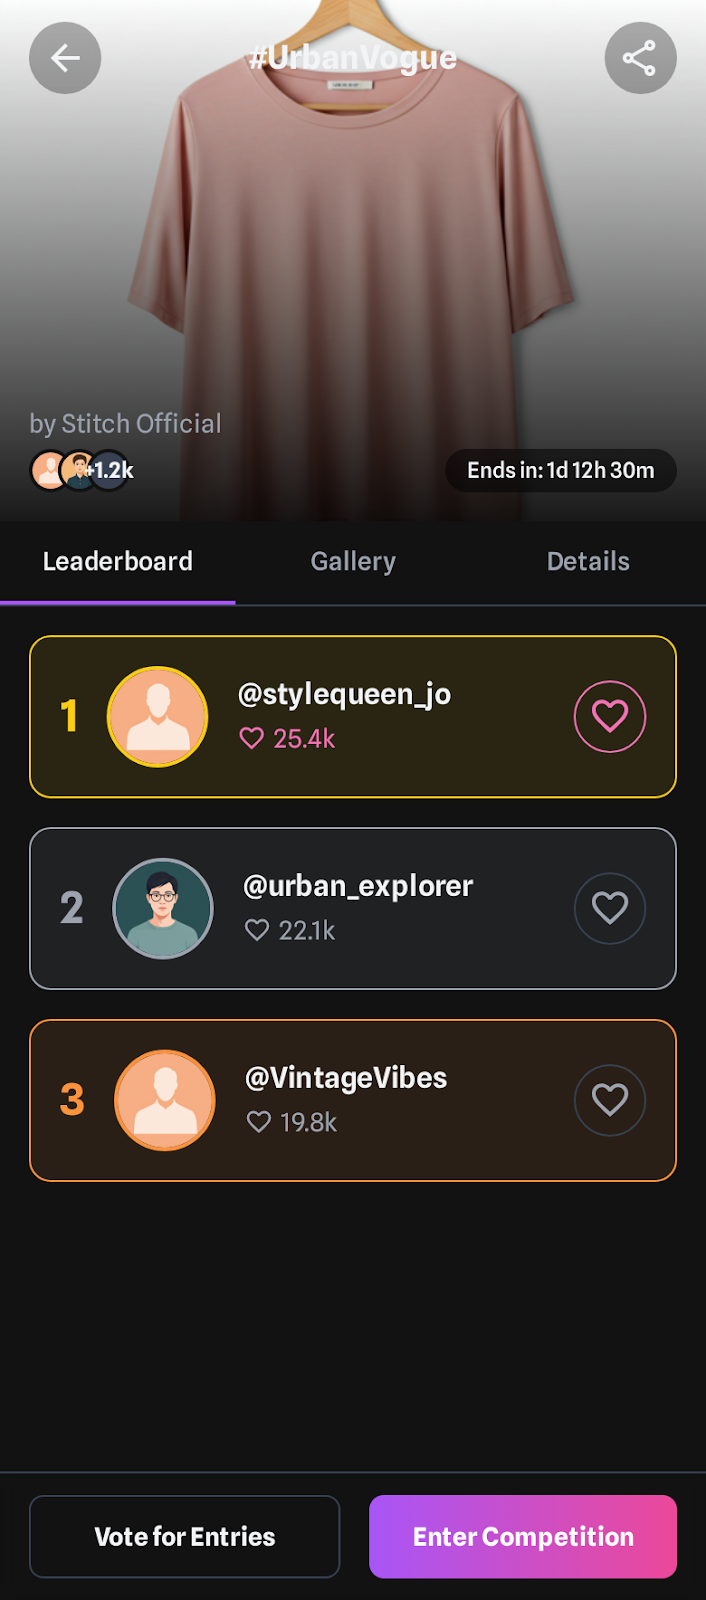 #UrbanVogue
by Stitch Official
+1.2k
Ends in: 1d 12h 30m
Leaderboard
Gallery
Details
1
@stylequeen_jo
25.4k
2
@urban_explorer
22.1k
3
@VintageVibes
19.8k
Vote for Entries
Enter Competition